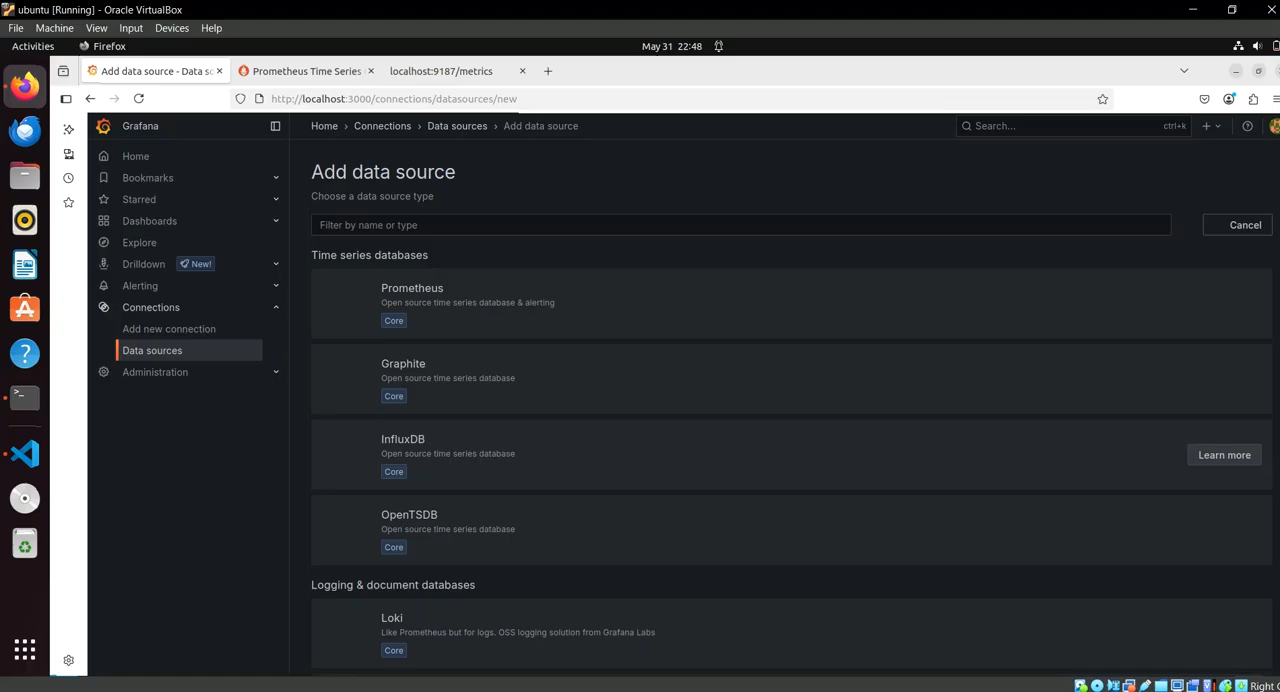 ubuntu [Running] - Oracle VirtualBox
File Machine View Input Devices Help
Activities Firefox May 31 22:48
Add data source - Data sc Prometheus Time Series localhost:9187/metrics
http://localhost:3000/connections/datasources/new
Grafana
Home › Connections › Data sources › Add data source
Search... ctrl+k
Home
Bookmarks
Starred
Dashboards
Explore
Drilldown New!
Alerting
Connections
Add new connection
Data sources
Administration
Add data source
Choose a data source type
Filter by name or type
Cancel
Time series databases
Prometheus
Open source time series database & alerting
Core
Graphite
Open source time series database
Core
InfluxDB
Open source time series database
Core
Learn more
OpenTSDB
Open source time series database
Core
Logging & document databases
Loki
Like Prometheus but for logs. OSS logging solution from Grafana Labs
Core
Right C